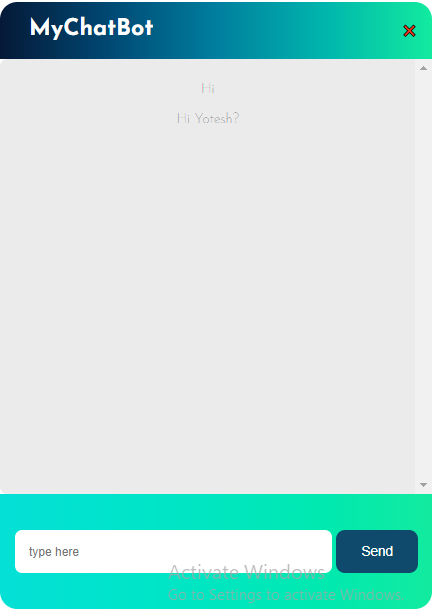 MyChatBot
Hi
Hi Yotesh?
type here
Send
Activate Windows
Go to Settings to activate Windows.